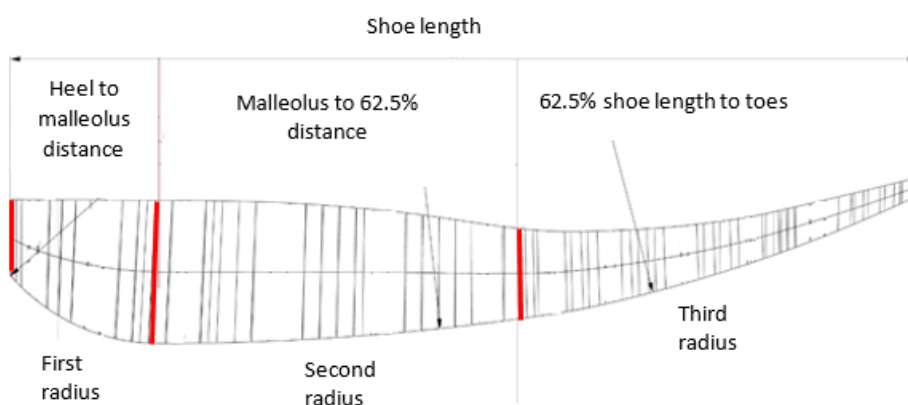 Shoe length
Heel to
malleolus
distance
Malleolus to 62.5%
distance
62.5% shoe length to toes
First
radius
Second
radius
Third
radius